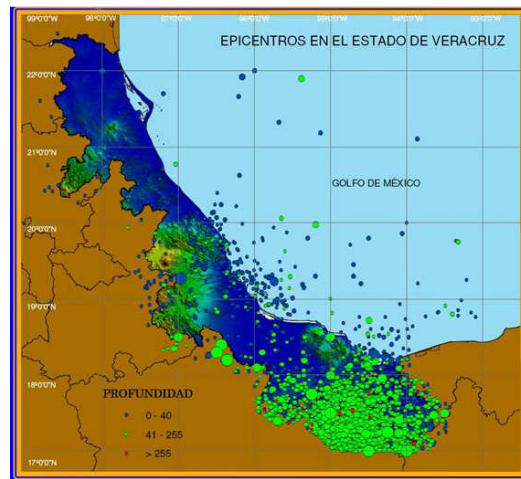 99°0'0"W 98°0'0"W 97°0'0"W 96°0'0"W 95°0'0"W 94°0'0"W 93°0'0"W
EPICENTROS EN EL ESTADO DE VERACRUZ
22°0'0"N
21°0'0"N
GOLFO DE MÉXICO
20°0'0"N
19°0'0"N
18°0'0"N
PROFUNDIDAD
0 - 40
41 - 255
> 255
17°0'0"N